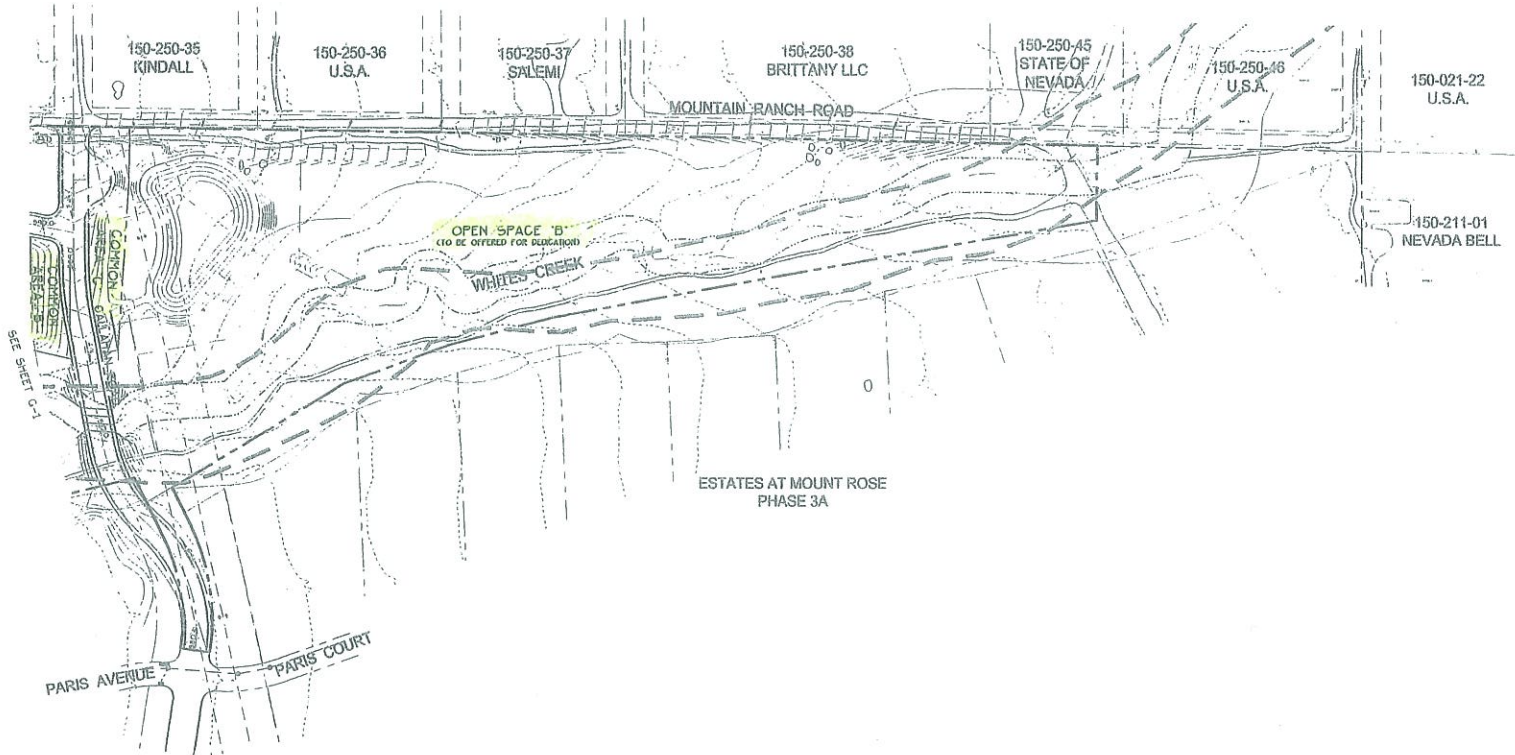 150-250-35
KINDALL
150-250-36
U.S.A.
150-250-37
SALEMI
150-250-38
BRITTANY LLC
150-250-45
STATE OF
NEVADA
150-250-46
U.S.A.
150-021-22
U.S.A.
MOUNTAIN RANCH ROAD
150-211-01
NEVADA BELL
OPEN SPACE 'B'
(TO BE OFFERED FOR DEDICATION)
WHITES CREEK
COMMON
AREA
COMMON
AREA 'B'
SEE SHEET G-1
ESTATES AT MOUNT ROSE
PHASE 3A
PARIS AVENUE
PARIS COURT